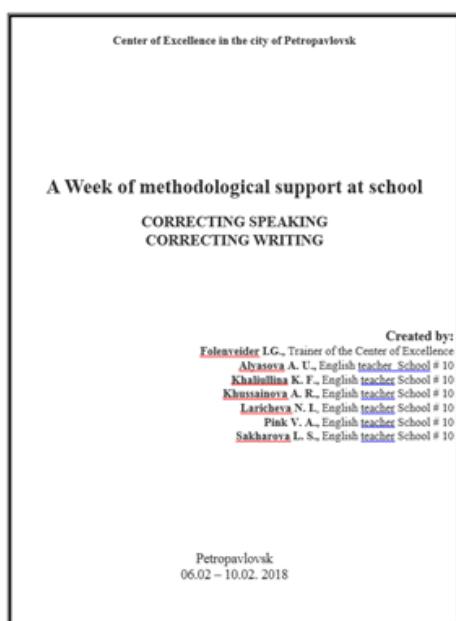 Center of Excellence in the city of Petropavlovsk
A Week of methodological support at school
CORRECTING SPEAKING
CORRECTING WRITING
Created by:
Folenveider I.G., Trainer of the Center of Excellence
Alyasova A. U., English teacher School # 10
Khaliullina K. F., English teacher School # 10
Khussainova A. R., English teacher School # 10
Laricheva N. I., English teacher School # 10
Pink V. A., English teacher School # 10
Sakharova L. S., English teacher School # 10
Petropavlovsk
06.02 – 10.02. 2018